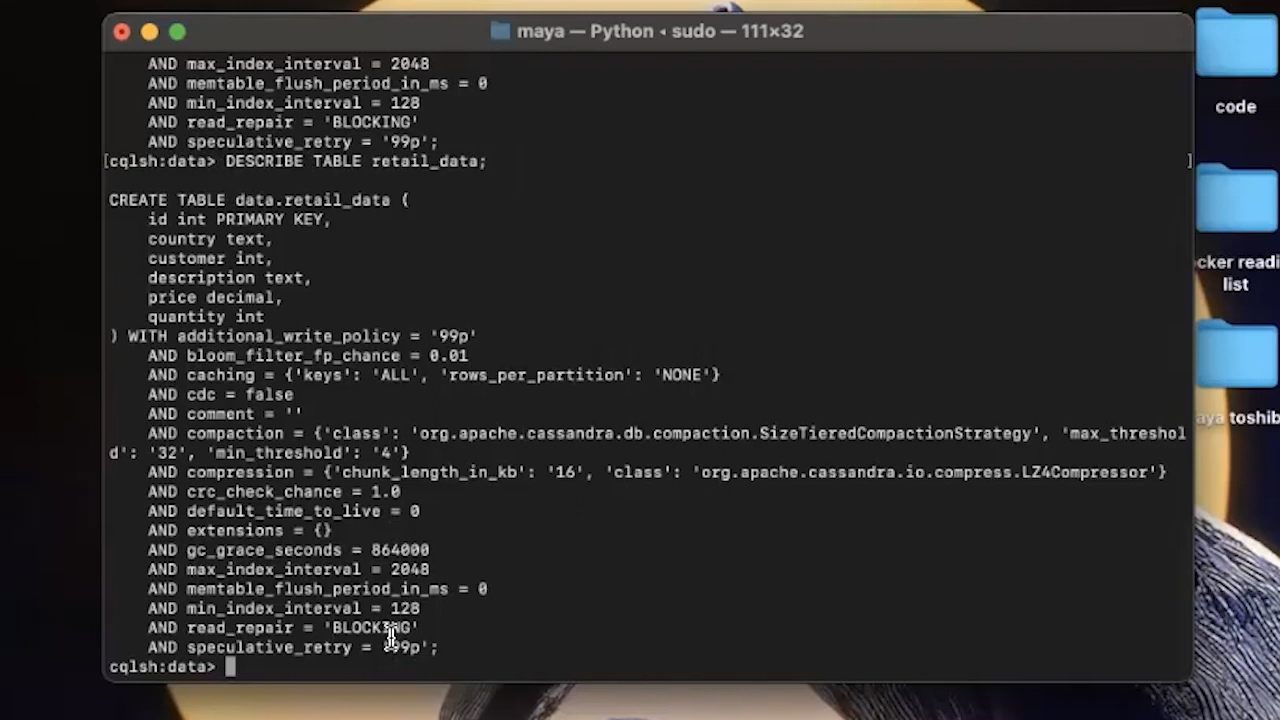 maya — Python ◂ sudo — 111×32
AND max_index_interval = 2048
AND memtable_flush_period_in_ms = 0
AND min_index_interval = 128
AND read_repair = 'BLOCKING'
AND speculative_retry = '99p';
[cqlsh:data> DESCRIBE TABLE retail_data; ]
CREATE TABLE data.retail_data (
id int PRIMARY KEY,
country text,
customer int,
description text,
price decimal,
quantity int
) WITH additional_write_policy = '99p'
AND bloom_filter_fp_chance = 0.01
AND caching = {'keys': 'ALL', 'rows_per_partition': 'NONE'}
AND cdc = false
AND comment = ''
AND compaction = {'class': 'org.apache.cassandra.db.compaction.SizeTieredCompactionStrategy', 'max_threshol
d': '32', 'min_threshold': '4'}
AND compression = {'chunk_length_in_kb': '16', 'class': 'org.apache.cassandra.io.compress.LZ4Compressor'}
AND crc_check_chance = 1.0
AND default_time_to_live = 0
AND extensions = {}
AND gc_grace_seconds = 864000
AND max_index_interval = 2048
AND memtable_flush_period_in_ms = 0
AND min_index_interval = 128
AND read_repair = 'BLOCKING'
AND speculative_retry = '99p';
cqlsh:data>
code
cker readi
list
aya toshib